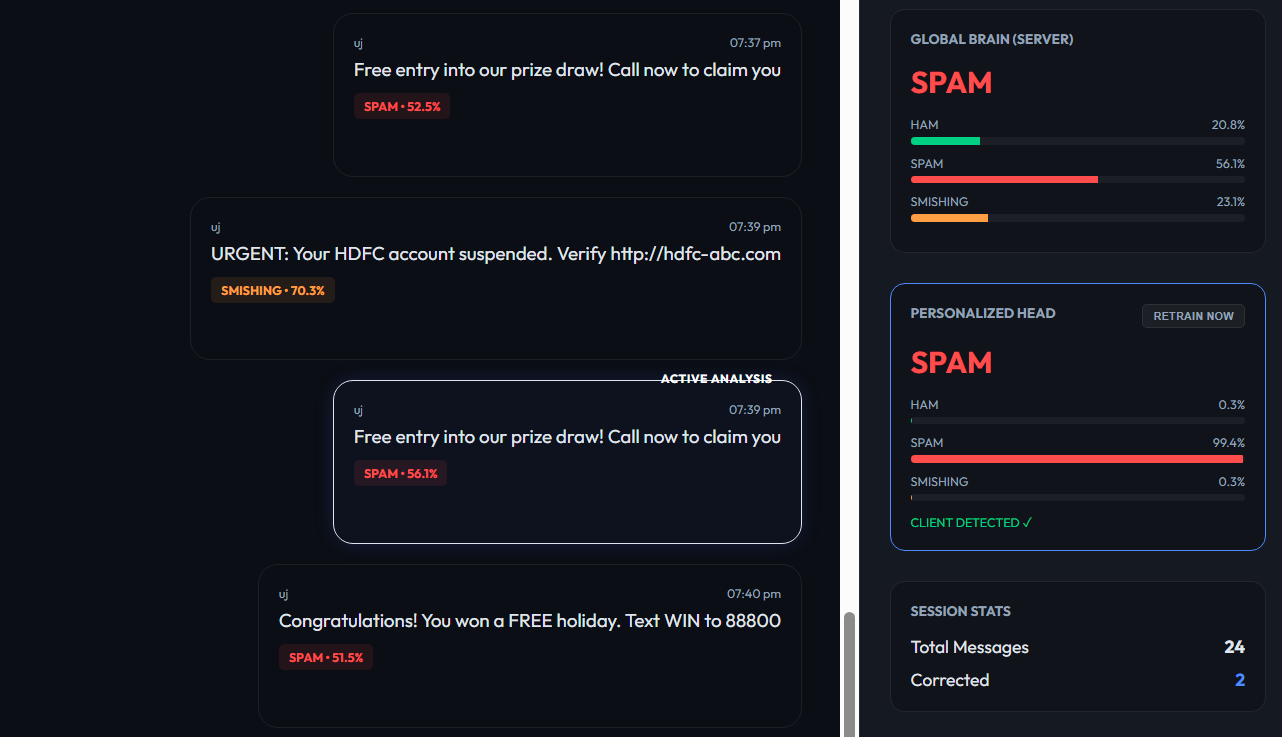 uj 07:37 pm
Free entry into our prize draw! Call now to claim you
SPAM • 52.5%
uj 07:39 pm
URGENT: Your HDFC account suspended. Verify http://hdfc-abc.com
SMISHING • 70.3%
ACTIVE ANALYSIS
uj 07:39 pm
Free entry into our prize draw! Call now to claim you
SPAM • 56.1%
uj 07:40 pm
Congratulations! You won a FREE holiday. Text WIN to 88800
SPAM • 51.5%
GLOBAL BRAIN (SERVER)
SPAM
HAM 20.8%
SPAM 56.1%
SMISHING 23.1%
PERSONALIZED HEAD RETRAIN NOW
SPAM
HAM 0.3%
SPAM 99.4%
SMISHING 0.3%
CLIENT DETECTED ✓
SESSION STATS
Total Messages 24
Corrected 2